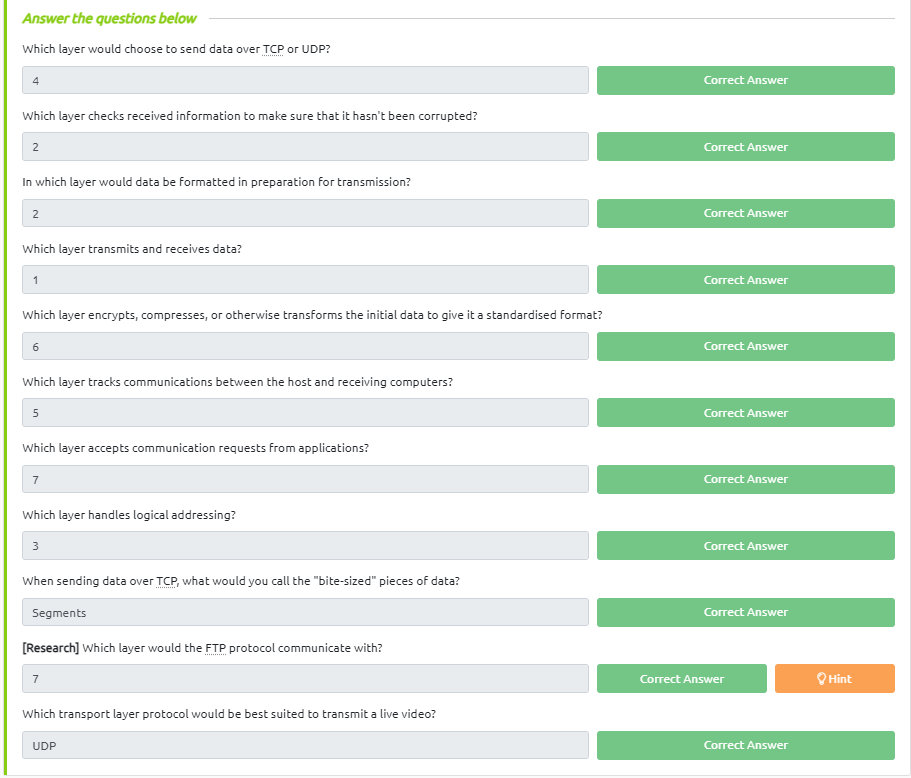 Answer the questions below
Which layer would choose to send data over TCP or UDP?
4
Correct Answer
Which layer checks received information to make sure that it hasn't been corrupted?
2
Correct Answer
In which layer would data be formatted in preparation for transmission?
2
Correct Answer
Which layer transmits and receives data?
1
Correct Answer
Which layer encrypts, compresses, or otherwise transforms the initial data to give it a standardised format?
6
Correct Answer
Which layer tracks communications between the host and receiving computers?
5
Correct Answer
Which layer accepts communication requests from applications?
7
Correct Answer
Which layer handles logical addressing?
3
Correct Answer
When sending data over TCP, what would you call the "bite-sized" pieces of data?
Segments
Correct Answer
[Research] Which layer would the FTP protocol communicate with?
7
Correct Answer
Hint
Which transport layer protocol would be best suited to transmit a live video?
UDP
Correct Answer